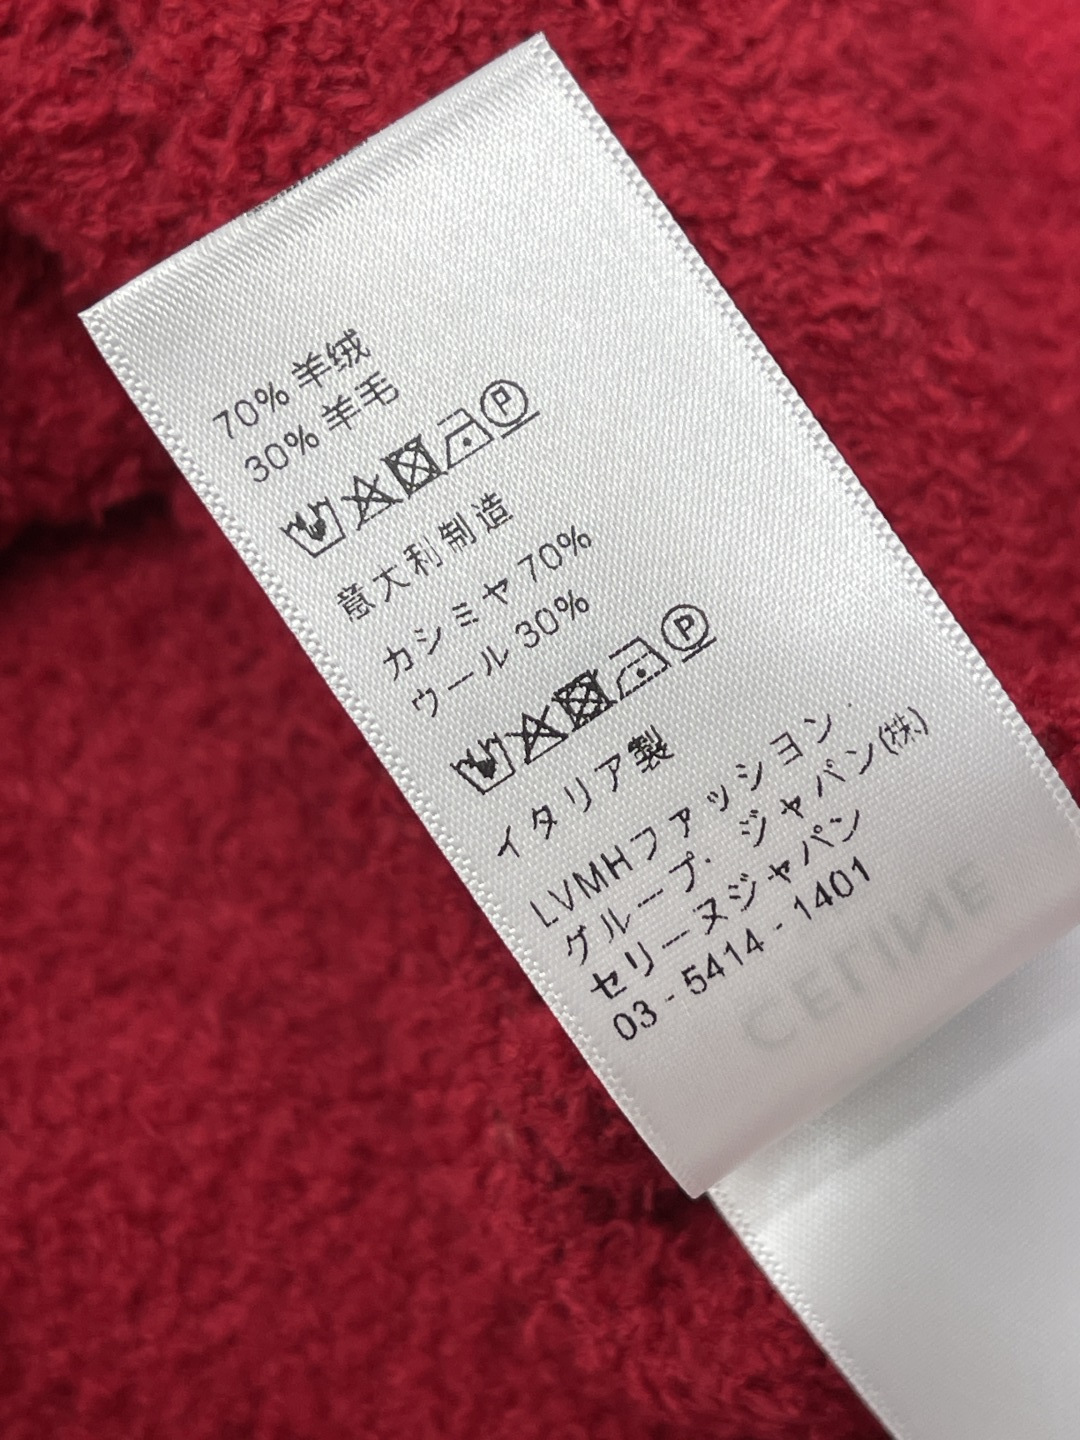 70% 羊绒
30% 羊毛
意大利制造
カシミヤ 70%
ウール 30%
イタリア製
LVMHファッション.
グループ. ジャパン(株)
セリーヌジャパン
03 - 5414 - 1401
CELINE